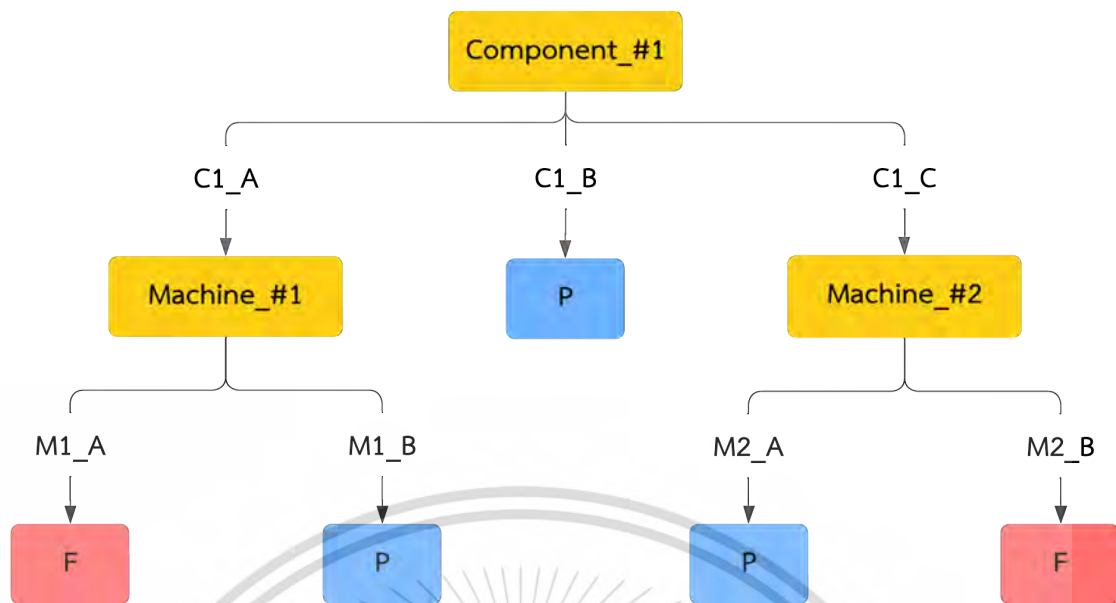 Component_#1
C1_A
C1_B
C1_C
Machine_#1
P
Machine_#2
M1_A
M1_B
M2_A
M2_B
F
P
P
F